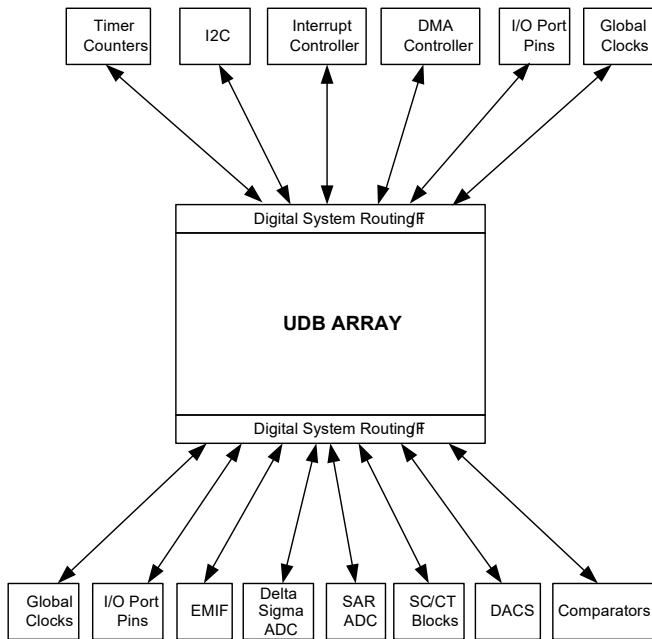 Timer
Counters
I2C
Interrupt
Controller
DMA
Controller
I/O Port
Pins
Global
Clocks
Digital System Routing I/F
UDB ARRAY
Digital System Routing I/F
Global
Clocks
I/O Port
Pins
EMIF
Delta
Sigma
ADC
SAR
ADC
SC/CT
Blocks
DACS
Comparators